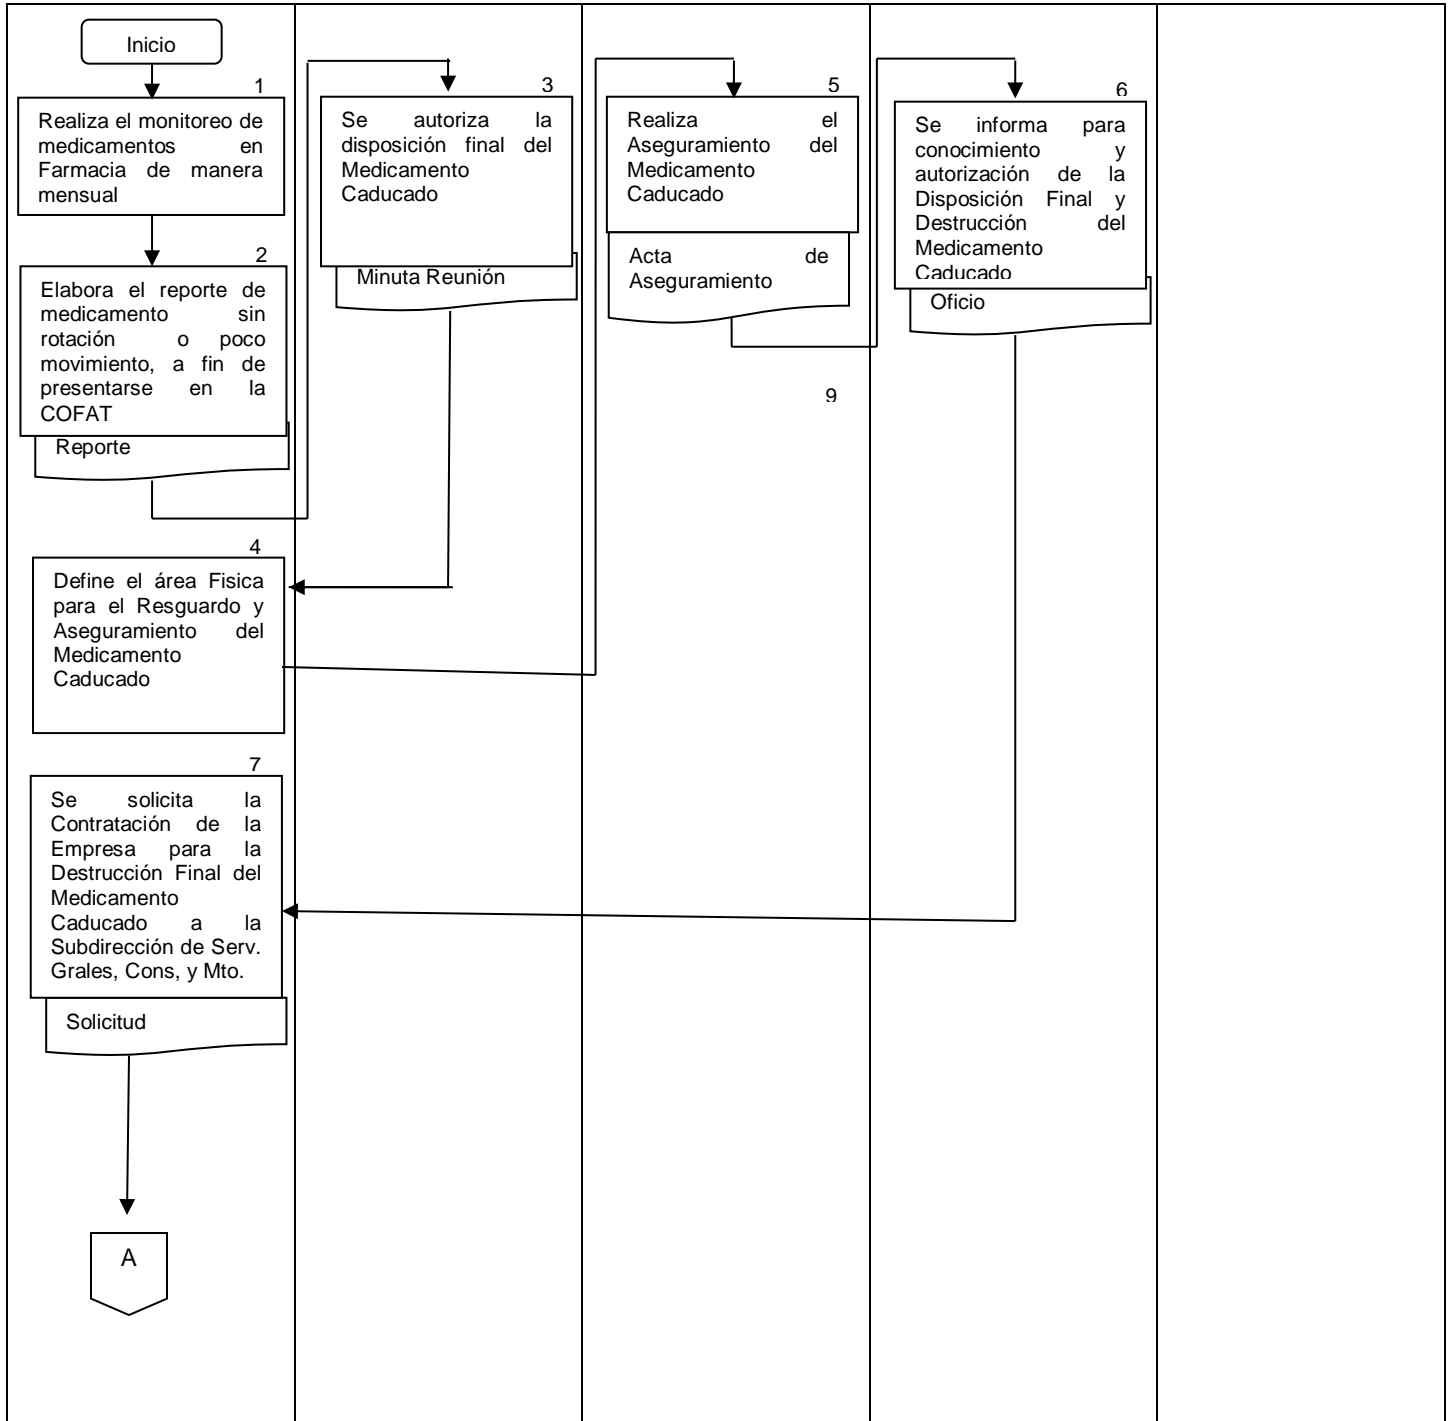 Inicio
1
Realiza el monitoreo de
medicamentos en
Farmacia de manera
mensual
2
Elabora el reporte de
medicamento sin
rotación o poco
movimiento, a fin de
presentarse en la
COFAT
Reporte
3
Se autoriza la
disposición final del
Medicamento
Caducado
Minuta Reunión
4
Define el área Fisica
para el Resguardo y
Aseguramiento del
Medicamento
Caducado
5
Realiza el
Aseguramiento del
Medicamento
Caducado
Acta de
Aseguramiento
6
Se informa para
conocimiento y
autorización de la
Disposición Final y
Destrucción del
Medicamento
Caducado
Oficio
9
7
Se solicita la
Contratación de la
Empresa para la
Destrucción Final del
Medicamento
Caducado a la
Subdirección de Serv.
Grales, Cons, y Mto.
Solicitud
A